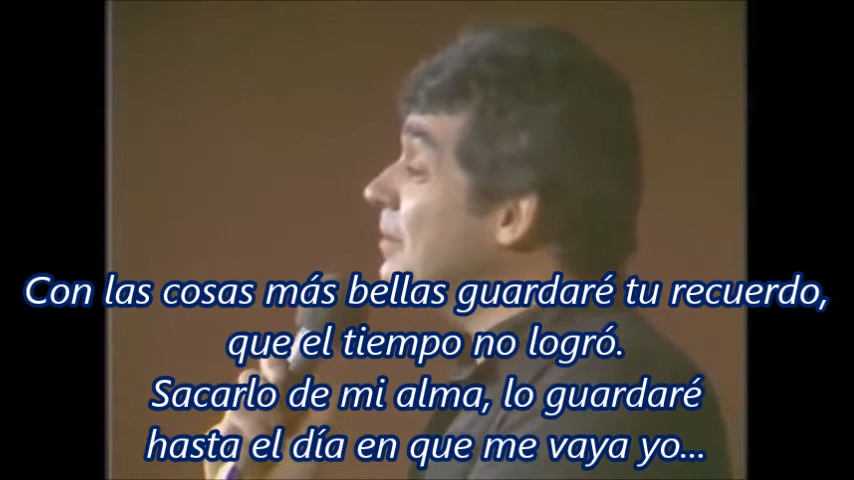 Con las cosas más bellas guardaré tu recuerdo,
que el tiempo no logró.
Sacarlo de mi alma, lo guardaré
hasta el día en que me vaya yo...